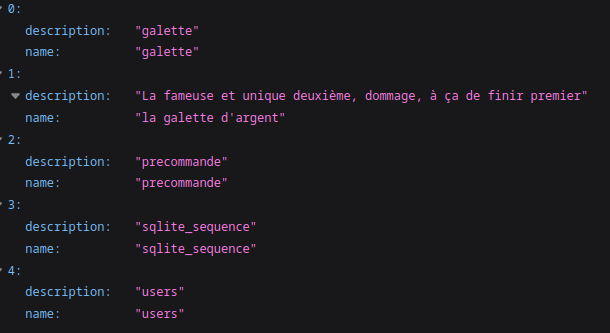 0:
description: "galette"
name: "galette"
1:
description: "La fameuse et unique deuxième, dommage, à ça de finir premier"
name: "la galette d'argent"
2:
description: "precommande"
name: "precommande"
3:
description: "sqlite_sequence"
name: "sqlite_sequence"
4:
description: "users"
name: "users"